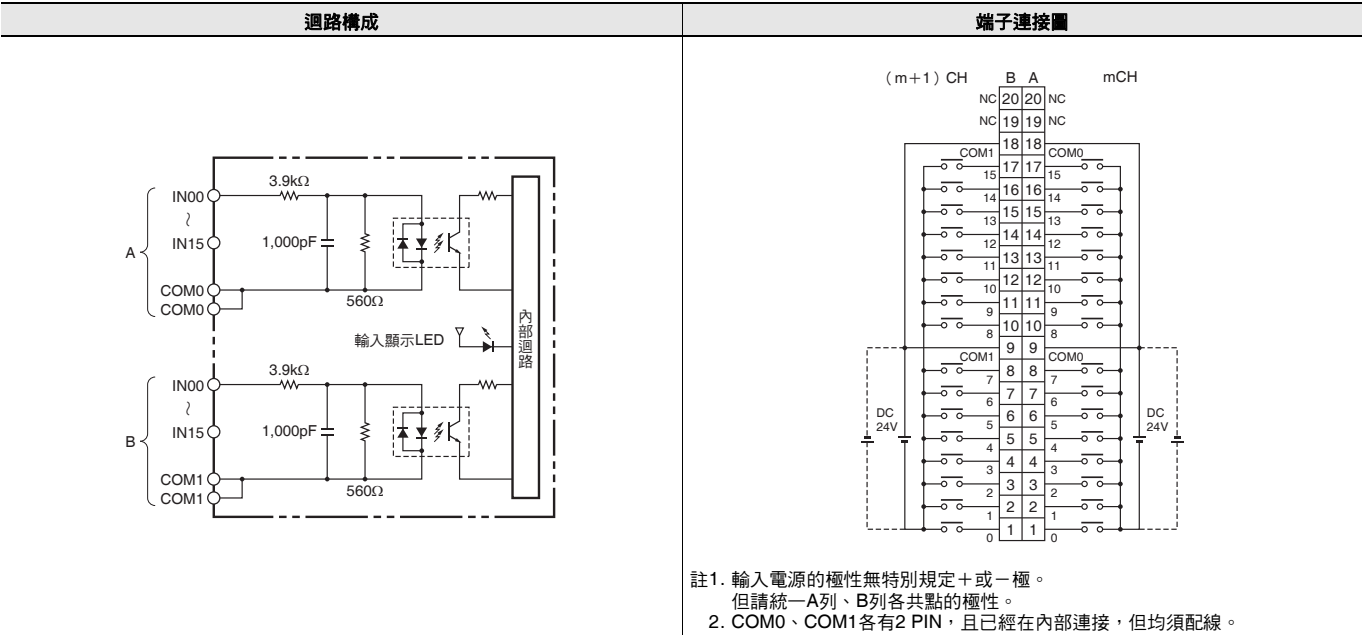 迴路構成
端子連接圖
IN00
～
IN15
COM0
COM0
A
3.9kΩ
1,000pF
560Ω
輸入顯示LED
內部迴路
IN00
～
IN15
COM1
COM1
B
3.9kΩ
1,000pF
560Ω
（m＋1）CH B A mCH
NC 20 20 NC
NC 19 19 NC
18 18
COM1 COM0
17 17
15 15
16 16
14 14
15 15
13 13
14 14
12 12
13 13
11 11
12 12
10 10
11 11
9 9
10 10
8 8
9 9
COM1 COM0
8 8
7 7
7 7
6 6
6 6
5 5
5 5
4 4
4 4
3 3
3 3
2 2
2 2
1 1
1 1
0 0
DC
24V
DC
24V
註1. 輸入電源的極性無特別規定＋或－極。
但請統一A列、B列各共點的極性。
2. COM0、COM1各有2 PIN，且已經在內部連接，但均須配線。